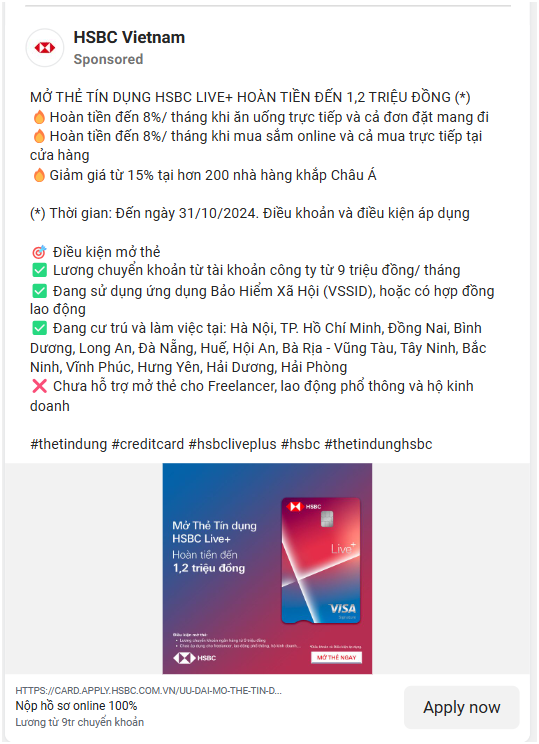 HSBC Vietnam
Sponsored
MỞ THẺ TÍN DỤNG HSBC LIVE+ HOÀN TIỀN ĐẾN 1,2 TRIỆU ĐỒNG (*)
🔥Hoàn tiền đến 8%/ tháng khi ăn uống trực tiếp và cả đơn đặt mang đi
🔥Hoàn tiền đến 8%/ tháng khi mua sắm online và cả mua trực tiếp tại
cửa hàng
🔥Giảm giá từ 15% tại hơn 200 nhà hàng khắp Châu Á
(*) Thời gian: Đến ngày 31/10/2024. Điều khoản và điều kiện áp dụng
🎯 Điều kiện mở thẻ
✅ Lương chuyển khoản từ tài khoản công ty từ 9 triệu đồng/ tháng
✅ Đang sử dụng ứng dụng Bảo Hiểm Xã Hội (VSSID), hoặc có hợp đồng
lao động
✅ Đang cư trú và làm việc tại: Hà Nội, TP. Hồ Chí Minh, Đồng Nai, Bình
Dương, Long An, Đà Nẵng, Huế, Hội An, Bà Rịa - Vũng Tàu, Tây Ninh, Bắc
Ninh, Vĩnh Phúc, Hưng Yên, Hải Dương, Hải Phòng
❌ Chưa hỗ trợ mở thẻ cho Freelancer, lao động phổ thông và hộ kinh
doanh
#thetindung #creditcard #hsbcliveplus #hsbc #thetindunghsbc
Mở Thẻ Tín dụng
HSBC Live+
Hoàn tiền đến
1,2 triệu đồng
HSBC
Live+
VISA
Điều kiện mở thẻ:
HSBC
MỞ THẺ NGAY
HTTPS://CARD.APPLY.HSBC.COM.VN/UU-DAI-MO-THE-TIN-D...
Nộp hồ sơ online 100%
Lương từ 9tr chuyển khoản
Apply now